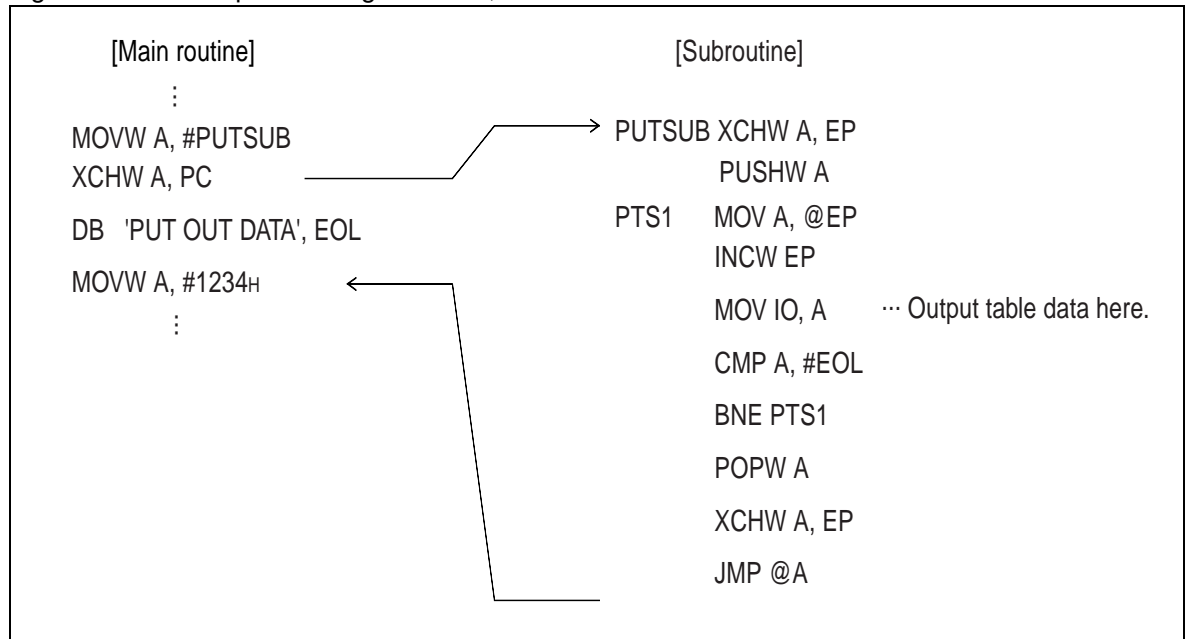 [Main routine]
⋮
MOVW A, #PUTSUB
XCHW A, PC
DB 'PUT OUT DATA', EOL
MOVW A, #1234H
⋮
[Subroutine]
PUTSUB XCHW A, EP
PUSHW A
PTS1 MOV A, @EP
INCW EP
MOV IO, A ··· Output table data here.
CMP A, #EOL
BNE PTS1
POPW A
XCHW A, EP
JMP @A